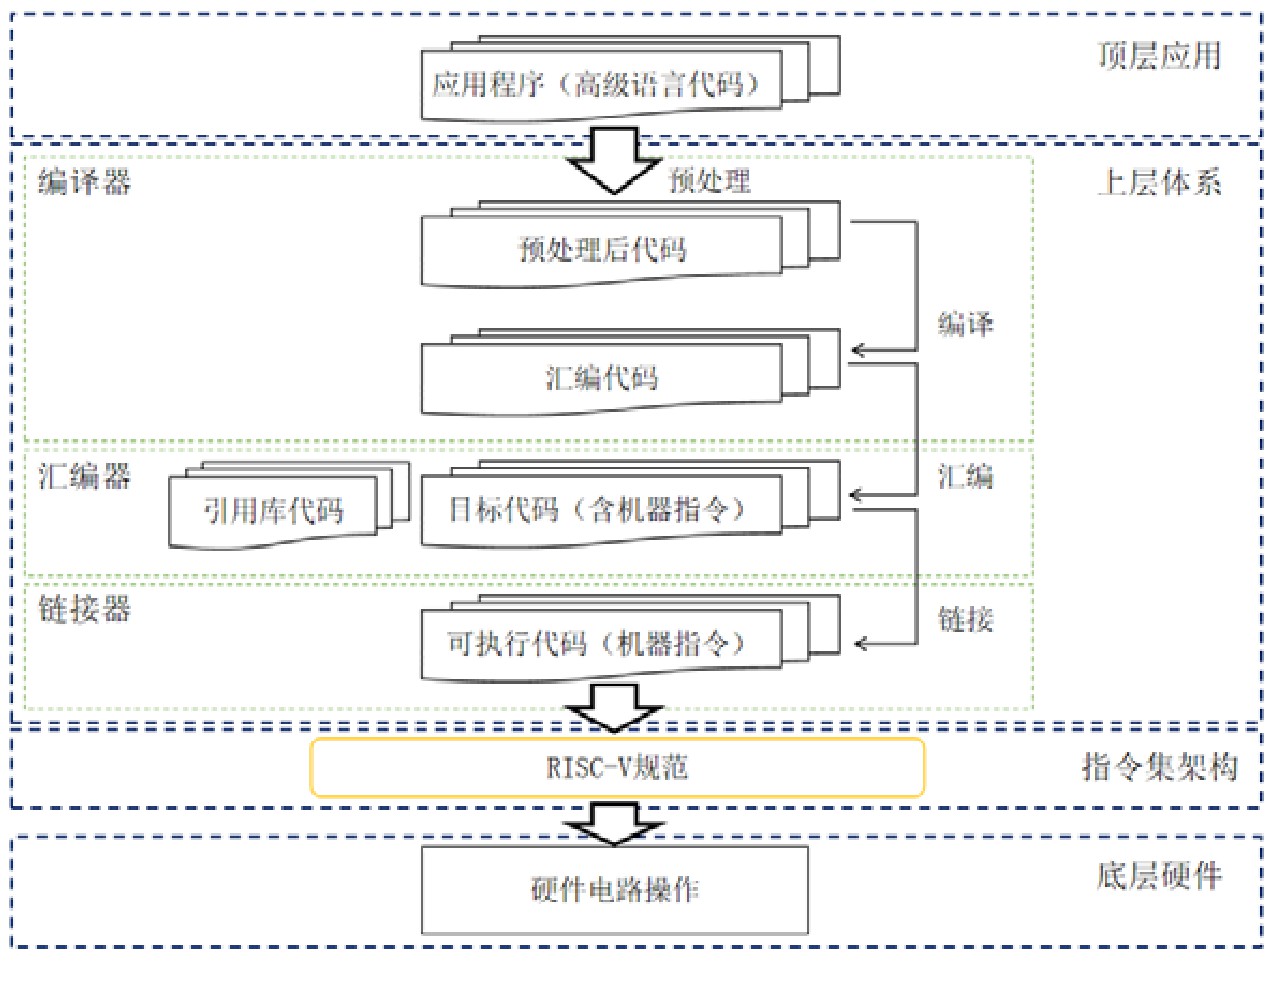 应用程序（高级语言代码）
顶层应用
编译器
预处理
上层体系
预处理后代码
编译
汇编代码
汇编器
引用库代码
目标代码（含机器指令）
汇编
链接器
可执行代码（机器指令）
链接
RISC-V规范
指令集架构
硬件电路操作
底层硬件